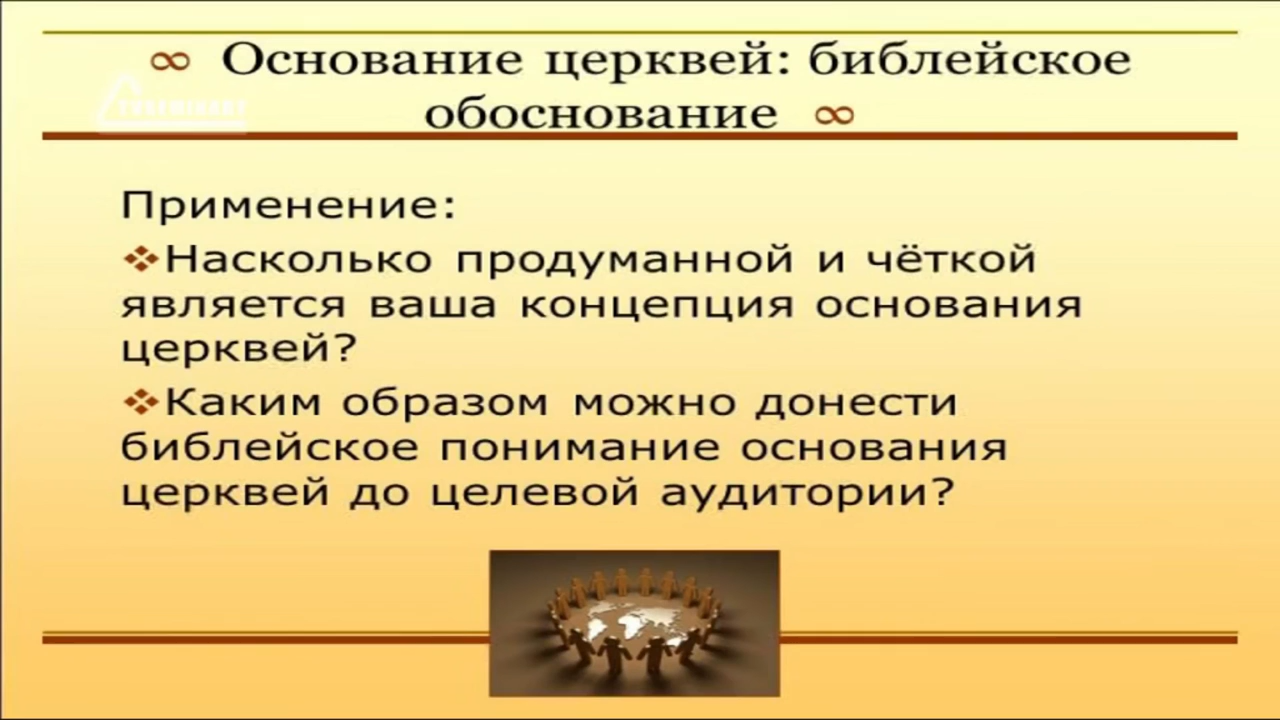 ∞ Основание церквей: библейское
обоснование ∞
Применение:
❖Насколько продуманной и чёткой
является ваша концепция основания
церквей?
❖Каким образом можно донести
библейское понимание основания
церквей до целевой аудитории?